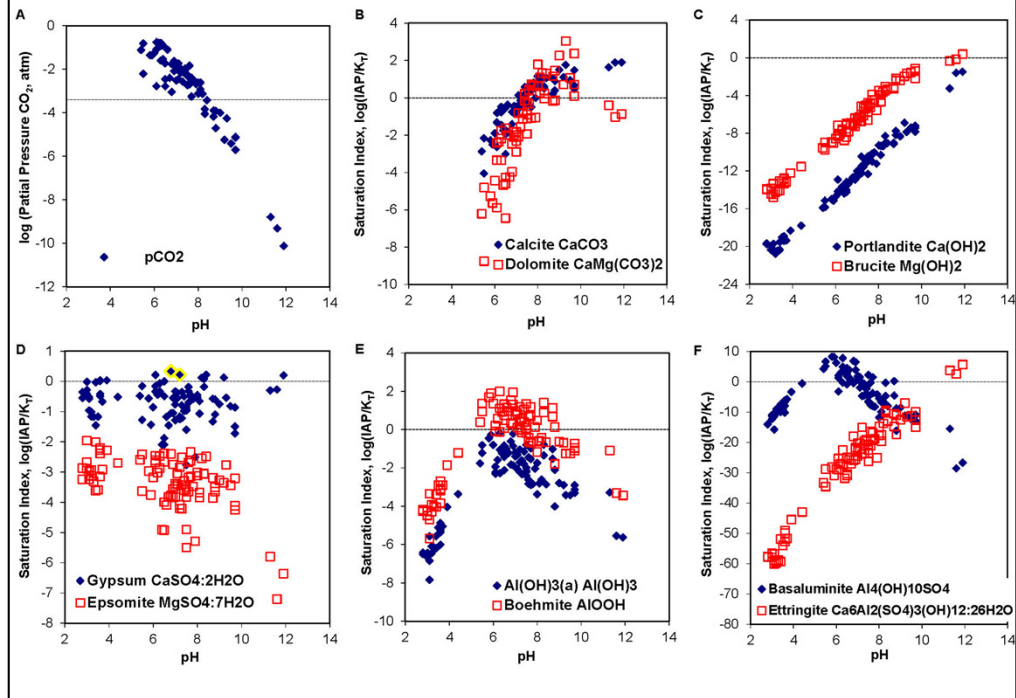 A
log (Patial Pressure CO2, atm)
0
-2
-4
-6
-8
-10
-12
pCO2
2 4 6 8 10 12 14
pH
B
Saturation Index, log(IAP/KT)
4
2
0
-2
-4
-6
-8
-10
Calcite CaCO3
Dolomite CaMg(CO3)2
2 4 6 8 10 12 14
pH
C
Saturation Index, log(IAP/KT)
4
0
-4
-8
-12
-16
-20
-24
Portlandite Ca(OH)2
Brucite Mg(OH)2
2 4 6 8 10 12 14
pH
D
Saturation Index, log(IAP/KT)
1
0
-1
-2
-3
-4
-5
-6
-7
-8
Gypsum CaSO4:2H2O
Epsomite MgSO4:7H2O
2 4 6 8 10 12 14
pH
E
Saturation Index, log(IAP/KT)
4
2
0
-2
-4
-6
-8
-10
Al(OH)3(a) Al(OH)3
Boehmite AlOOH
2 4 6 8 10 12 14
pH
F
Saturation Index, log(IAP/KT)
10
0
-10
-20
-30
-40
-50
-60
-70
-80
Basaluminite Al4(OH)10SO4
Ettringite Ca6Al2(SO4)3(OH)12:26H2O
2 4 6 8 10 12 14
pH